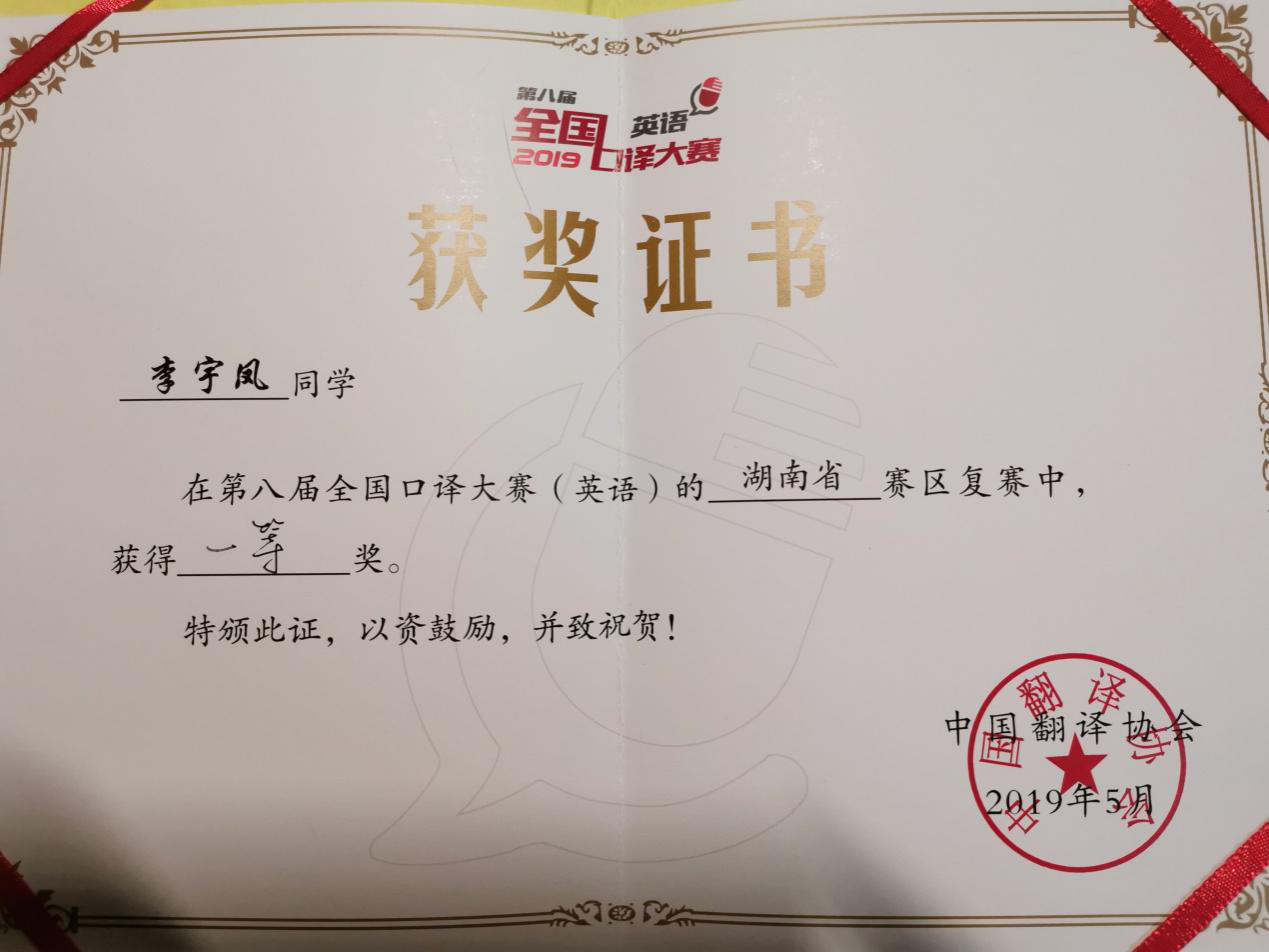 第八届
全国 英语
2019 口译大赛
获奖证书
李宇凤同学
在第八届全国口译大赛（英语）的湖南省赛区复赛中，
获得一等奖。
特颁此证，以资鼓励，并致祝贺！
中国翻译协会
2019年5月
中国翻译协会